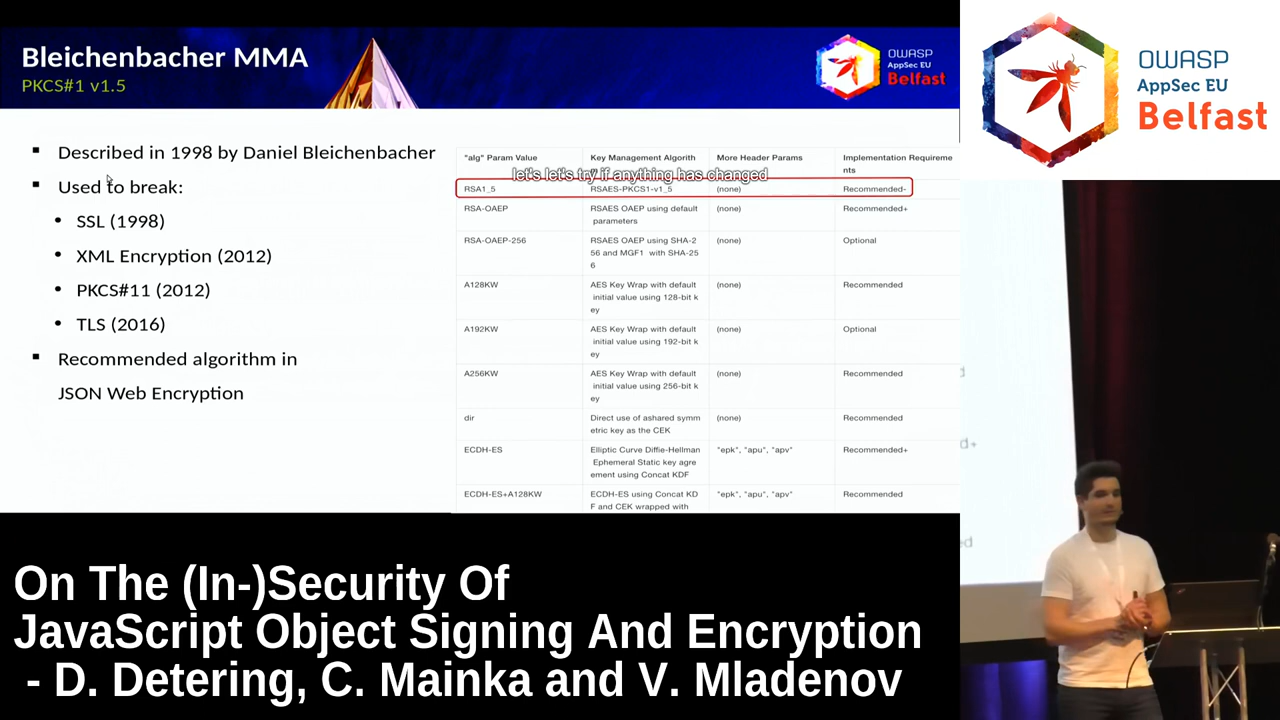 Bleichenbacher MMA
PKCS#1 v1.5
OWASP
AppSec EU
Belfast
OWASP
AppSec EU
Belfast
Described in 1998 by Daniel Bleichenbacher
Used to break:
SSL (1998)
XML Encryption (2012)
PKCS#11 (2012)
TLS (2016)
Recommended algorithm in
JSON Web Encryption
"alg" Param Value Key Management Algorith More Header Params Implementation Requireme
nts
let's let's try if anything has changed
RSA1_5 RSAES-PKCS1-v1_5 (none) Recommended-
RSA-OAEP RSAES OAEP using default (none) Recommended+
parameters
RSA-OAEP-256 RSAES OAEP using SHA-2 (none) Optional
56 and MGF1 with SHA-25
6
A128KW AES Key Wrap with default (none) Recommended
initial value using 128-bit k
ey
A192KW AES Key Wrap with default (none) Optional
initial value using 192-bit k
ey
A256KW AES Key Wrap with default (none) Recommended
initial value using 256-bit k
ey
dir Direct use of ashared symm (none) Recommended
etric key as the CEK
ECDH-ES Elliptic Curve Diffie-Hellman "epk", "apu", "apv" Recommended+
Ephemeral Static key agre
ement using Concat KDF
ECDH-ES+A128KW ECDH-ES using Concat KD "epk", "apu", "apv" Recommended
F and CEK wrapped with
On The (In-)Security Of
JavaScript Object Signing And Encryption
- D. Detering, C. Mainka and V. Mladenov